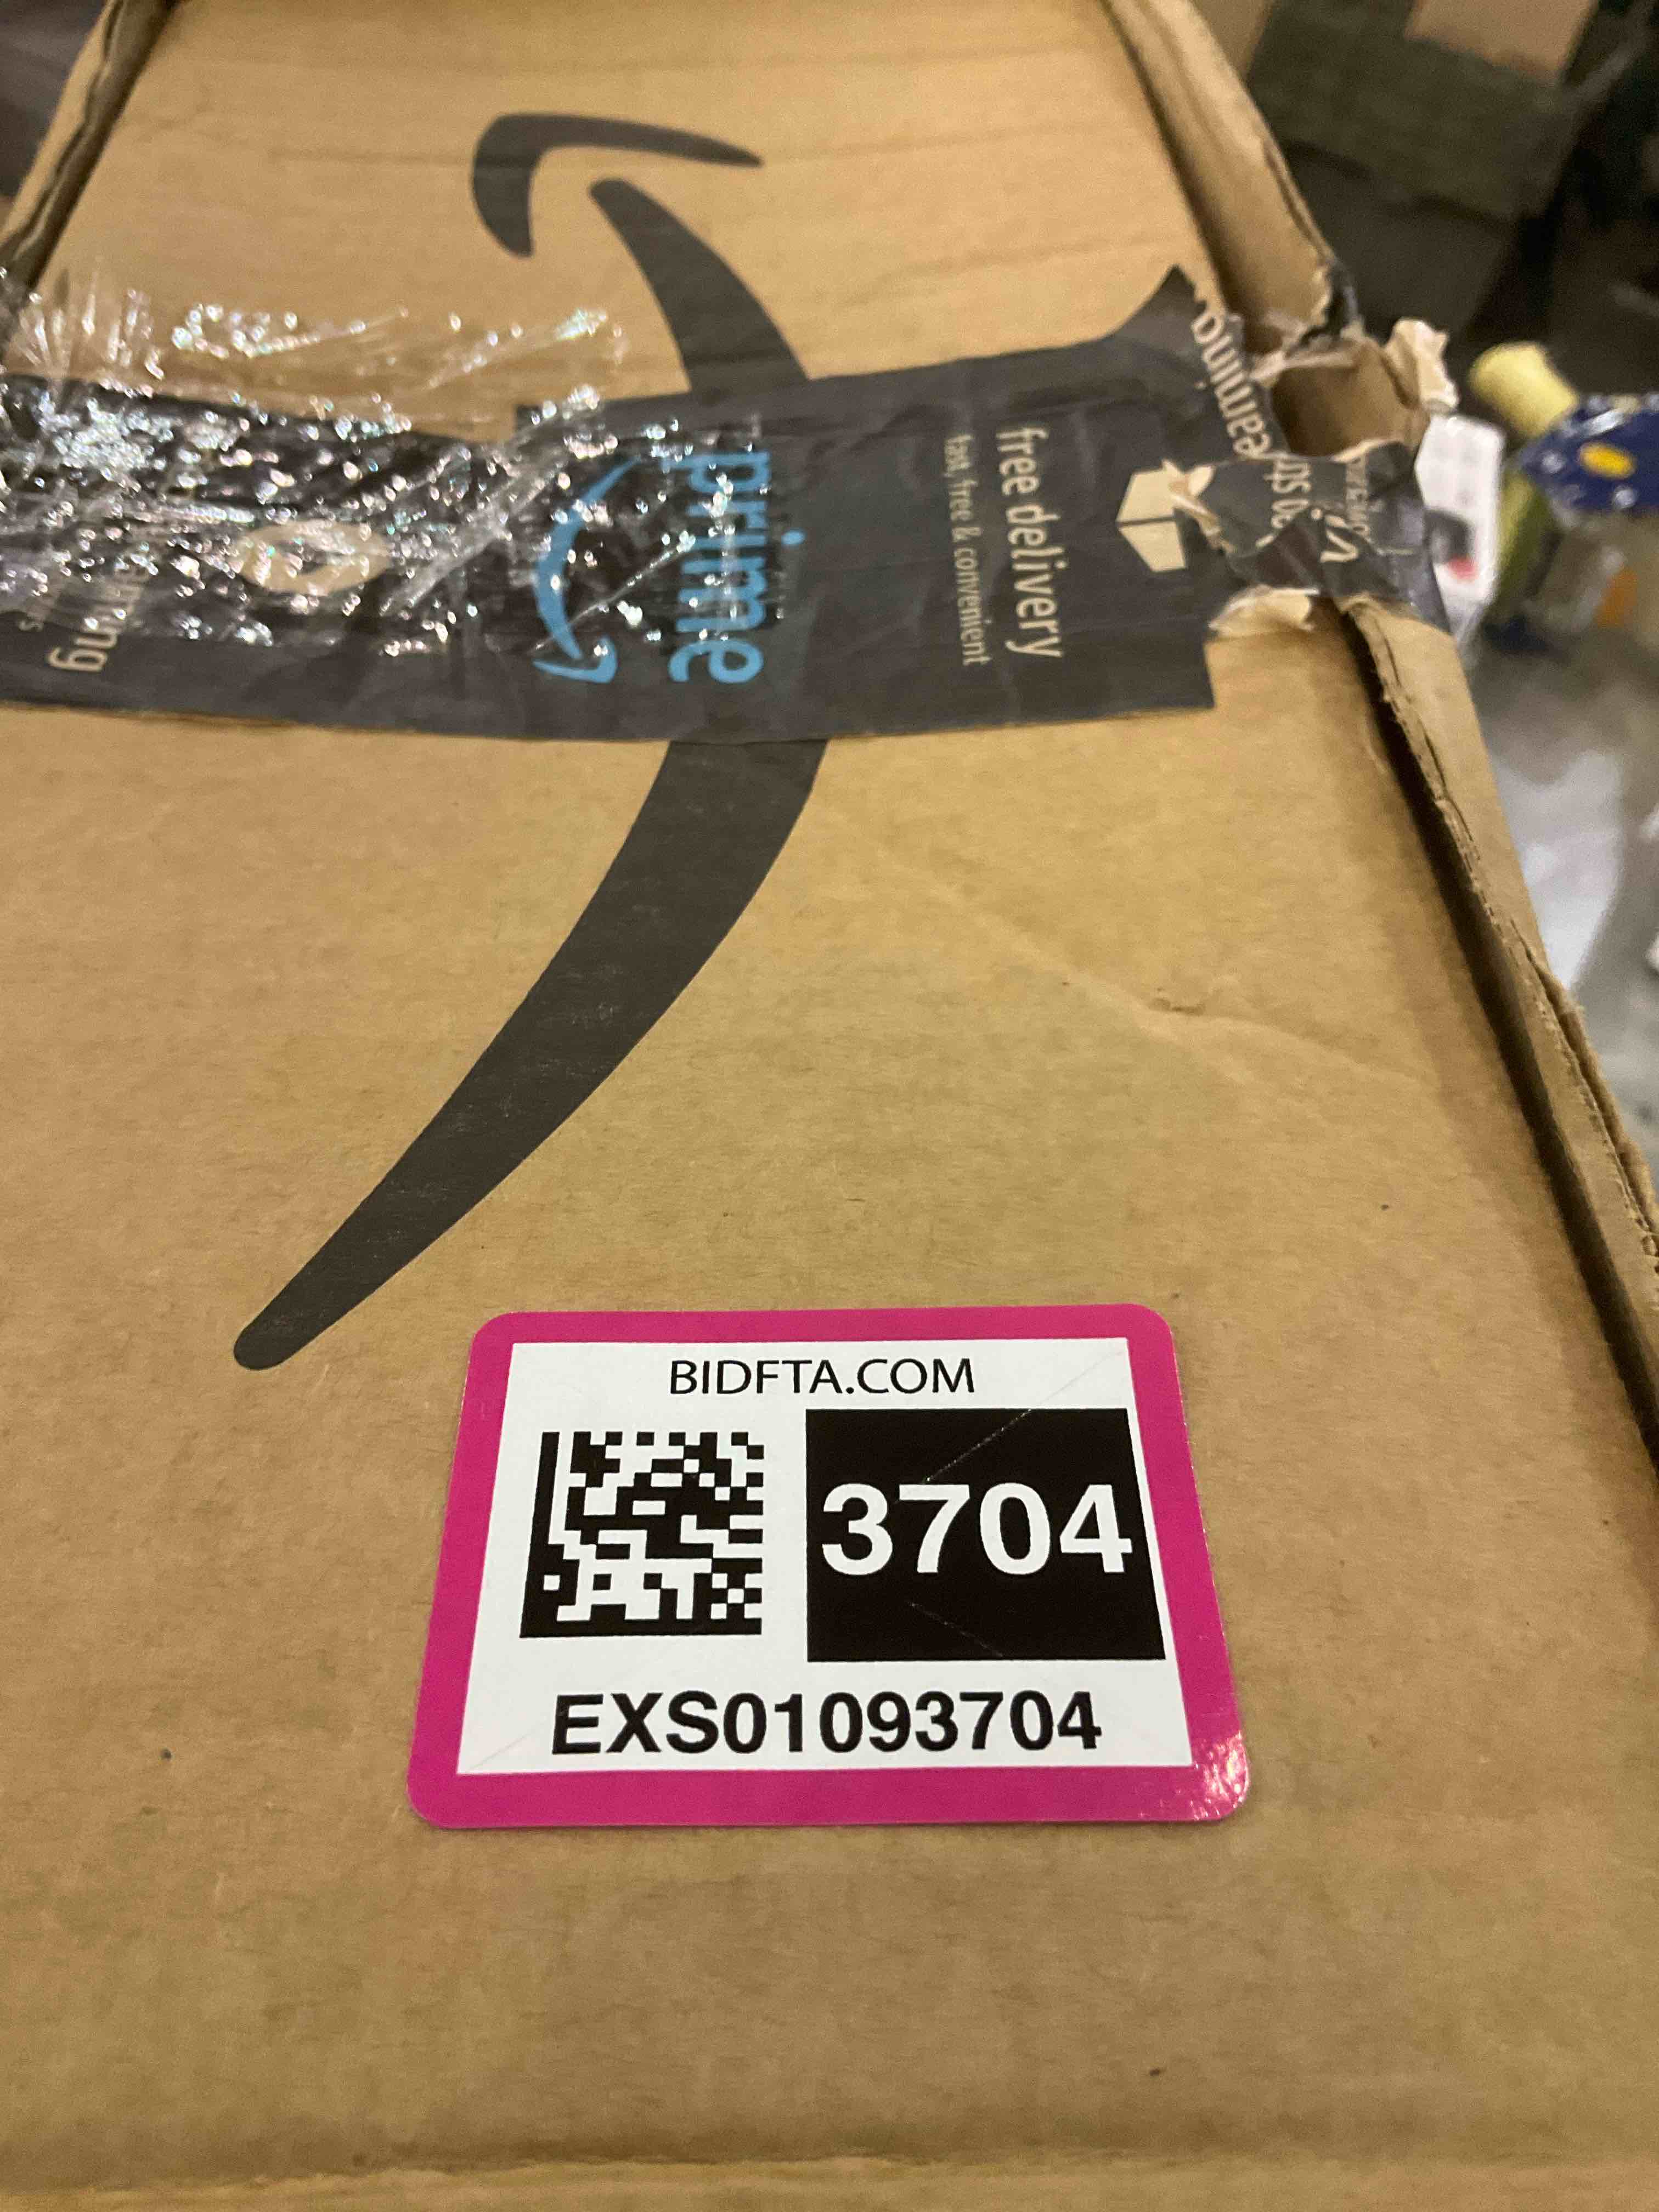 prime
free delivery
fast, free & convenient
BIDFTA.COM
3704
EXS01093704